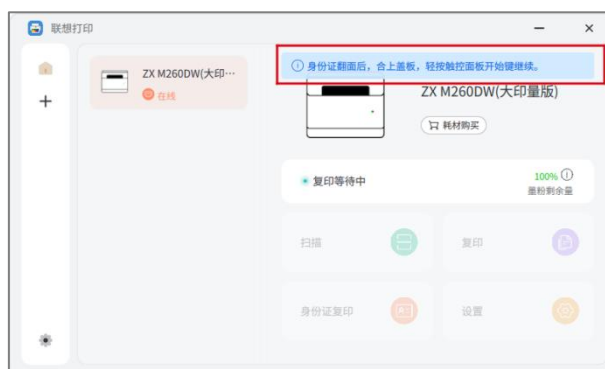 联想打印
ZX M260DW(大印···
在线
身份证翻面后，合上盖板，轻按触控面板开始键继续。
ZX M260DW(大印量版)
耗材购买
复印等待中
100%
墨粉剩余量
扫描
复印
身份证复印
设置